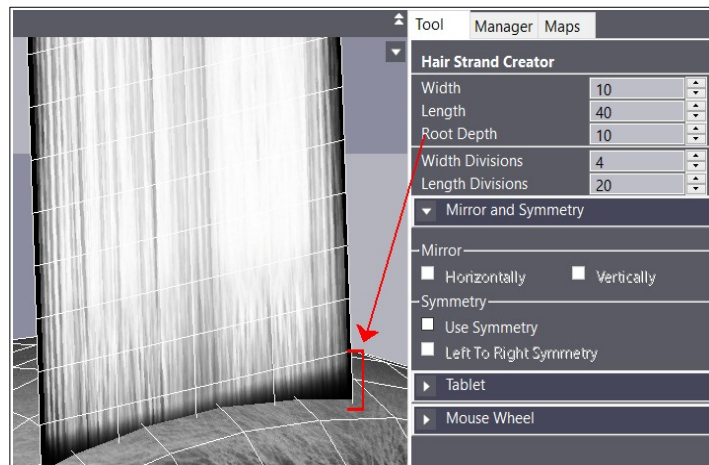 Tool Manager Maps
Hair Strand Creator
Width 10
Length 40
Root Depth 10
Width Divisions 4
Length Divisions 20
Mirror and Symmetry
Mirror
Horizontally Vertically
Symmetry
Use Symmetry
Left To Right Symmetry
Tablet
Mouse Wheel